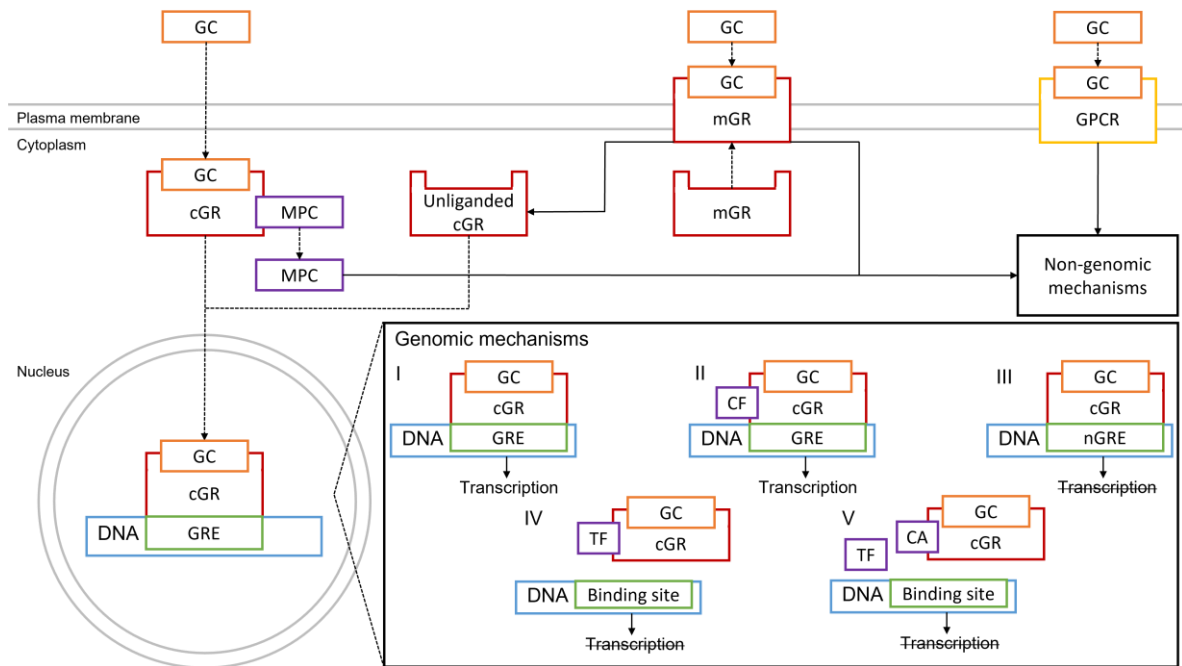 GC
GC
GC
GC
GC
mGR
GPCR
Plasma membrane
Cytoplasm
GC
cGR
MPC
MPC
Unliganded
cGR
mGR
Non-genomic
mechanisms
Nucleus
GC
cGR
DNA
GRE
Genomic mechanisms
I
GC
cGR
DNA
GRE
Transcription
II
GC
CF
cGR
DNA
GRE
Transcription
III
GC
cGR
DNA
nGRE
Transcription
IV
GC
TF
cGR
DNA
Binding site
Transcription
V
GC
CA
cGR
TF
DNA
Binding site
Transcription